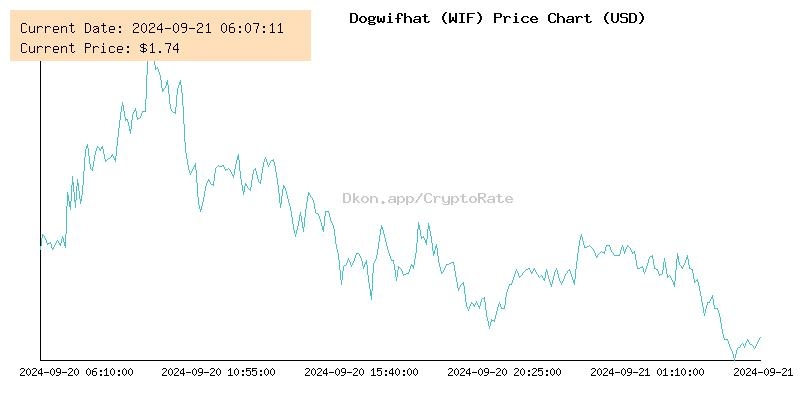 Dogwifhat (WIF) Price Chart (USD)
Current Date: 2024-09-21 06:07:11
Current Price: $1.74
Dkon.app/CryptoRate
2024-09-20 06:10:00 2024-09-20 10:55:00 2024-09-20 15:40:00 2024-09-20 20:25:00 2024-09-21 01:10:00 2024-09-21